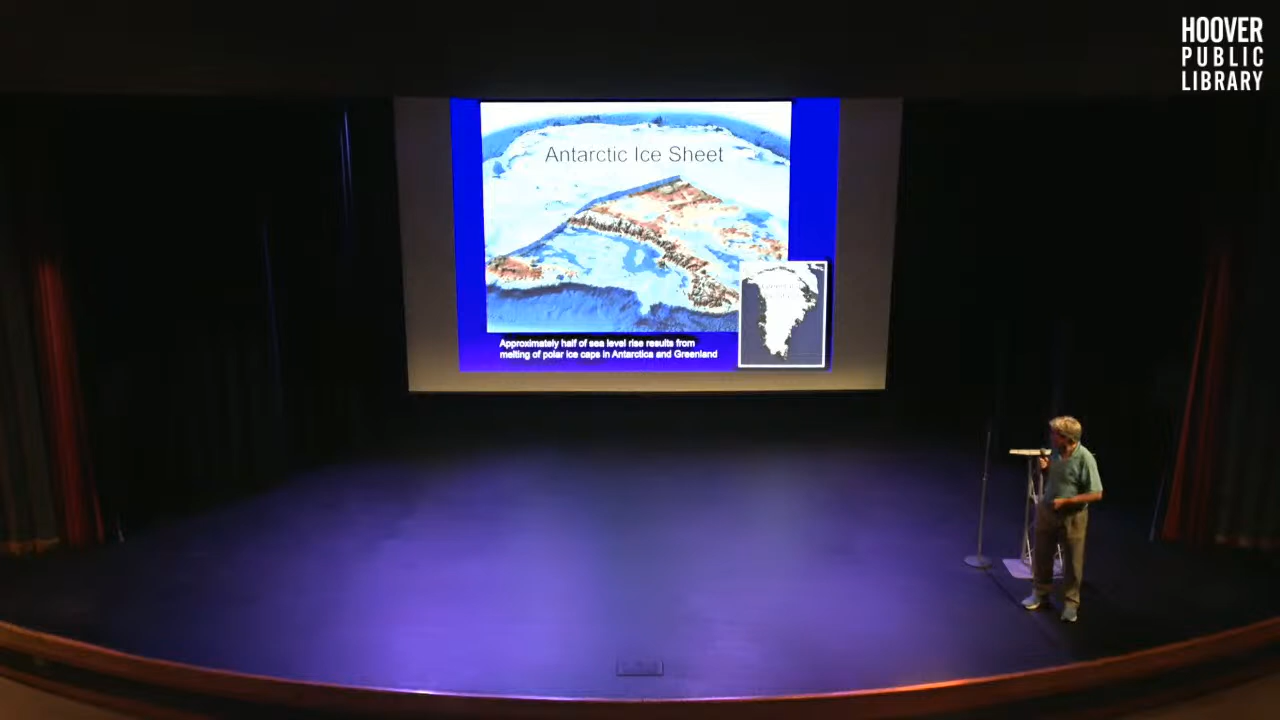 HOOVER
PUBLIC
LIBRARY
Antarctic Ice Sheet
Approximately half of sea level rise results from
melting of polar ice caps in Antarctica and Greenland